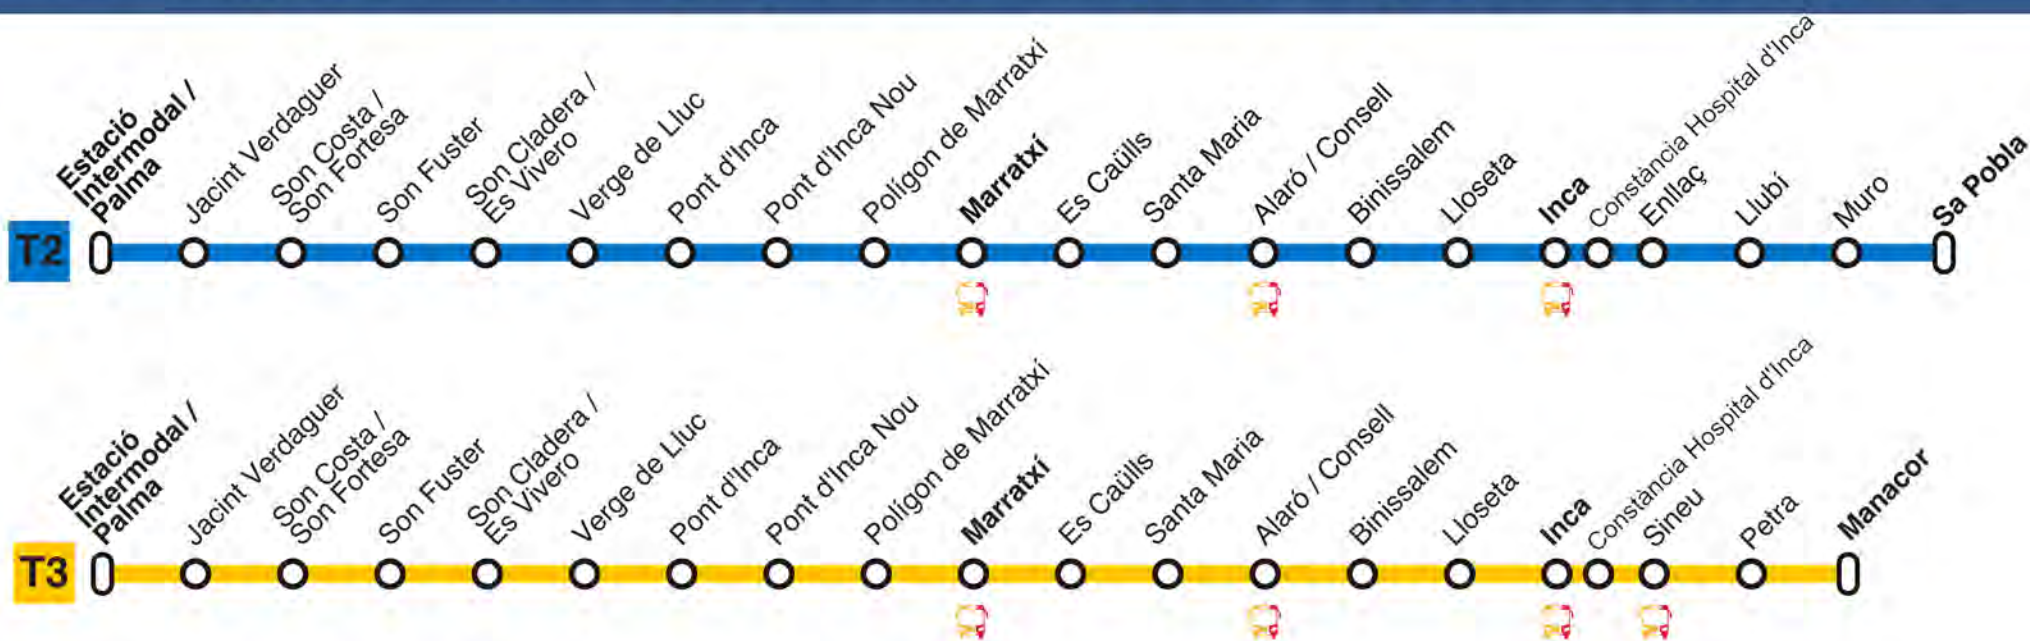 T2
Estació
Intermodal /
Palma
Jacint Verdaguer
Son Costa /
Son Fortesa
Son Fuster
Son Cladera /
Es Vivero
Verge de Lluc
Pont d'Inca
Pont d'Inca Nou
Polígon de Marratxí
Marratxí
Es Caülls
Santa Maria
Alaró / Consell
Binissalem
Lloseta
Inca
Constància Hospital d'Inca
Enllaç
Llubí
Muro
Sa Pobla
T3
Estació
Intermodal /
Palma
Jacint Verdaguer
Son Costa /
Son Fortesa
Son Fuster
Son Cladera /
Es Vivero
Verge de Lluc
Pont d'Inca
Pont d'Inca Nou
Polígon de Marratxí
Marratxí
Es Caülls
Santa Maria
Alaró / Consell
Binissalem
Lloseta
Inca
Constància Hospital d'Inca
Sineu
Petra
Manacor